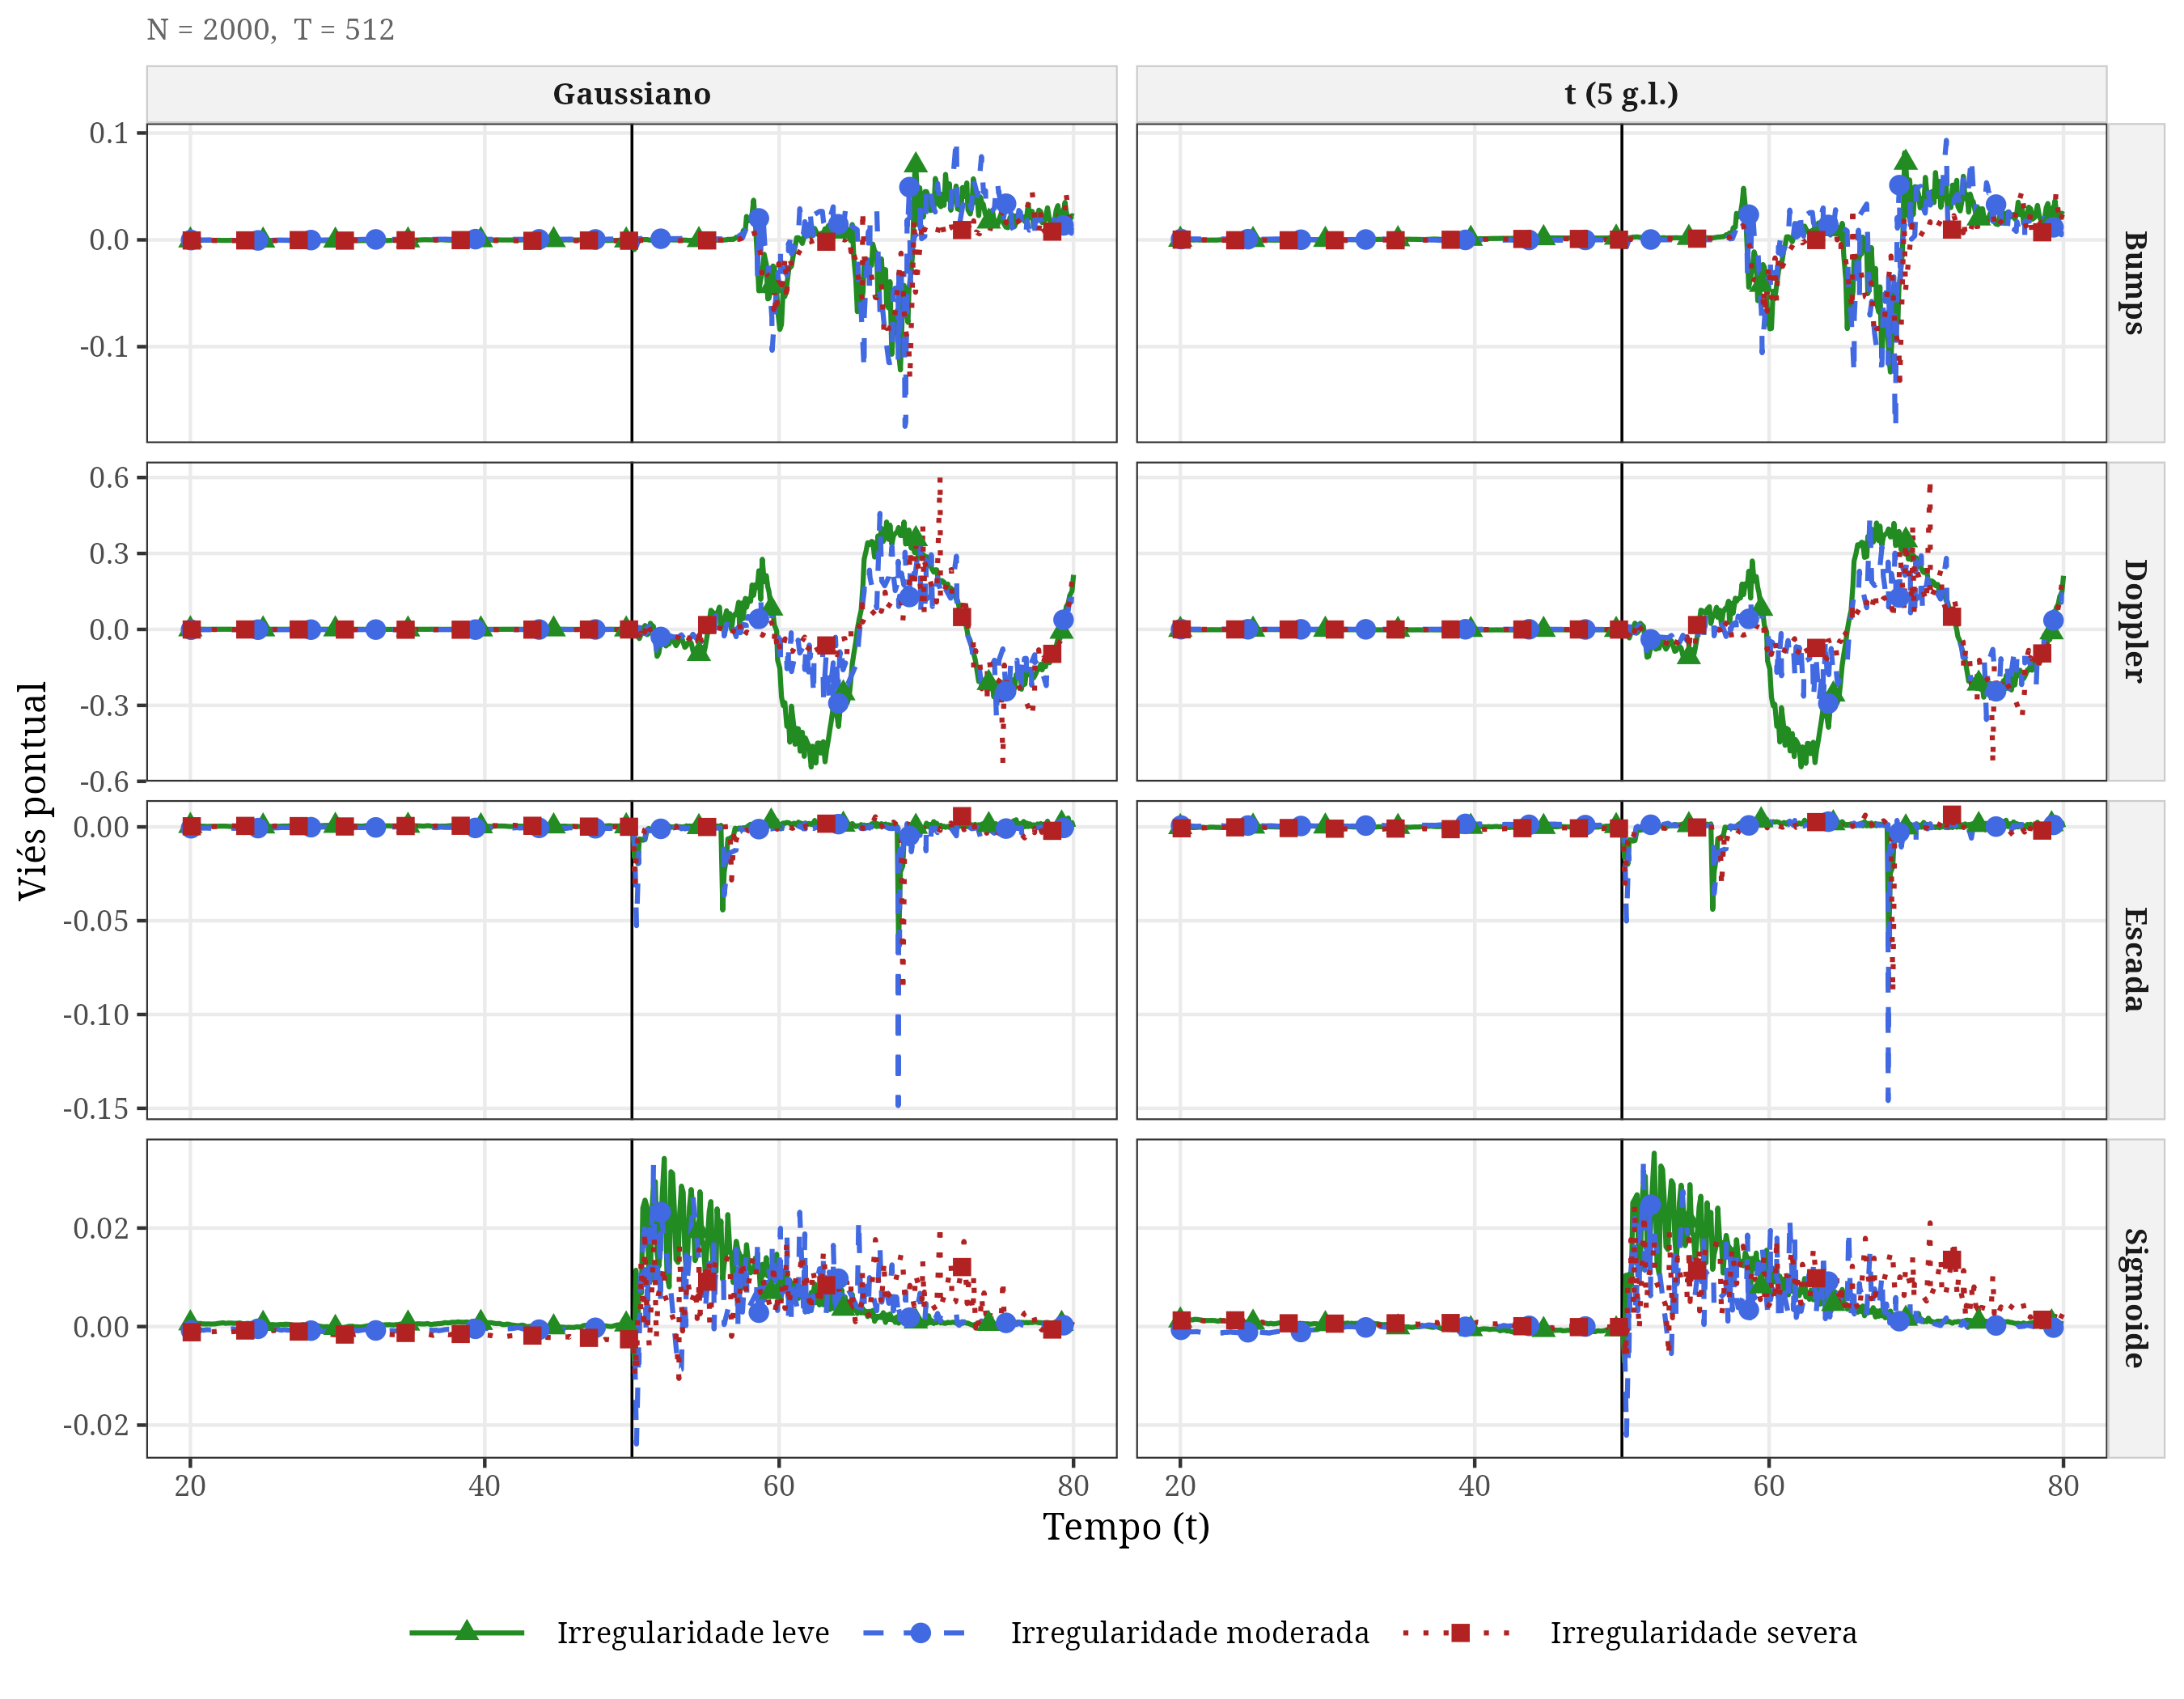 N = 2000,  T = 512
Gaussiano
t (5 g.l.)
0.1
0.0
-0.1
Bumps
0.6
0.3
0.0
-0.3
-0.6
Doppler
0.00
-0.05
-0.10
-0.15
Escada
0.02
0.00
-0.02
Sigmoide
Viés pontual
20 40 60 80
20 40 60 80
Tempo (t)
Irregularidade leve
Irregularidade moderada
Irregularidade severa